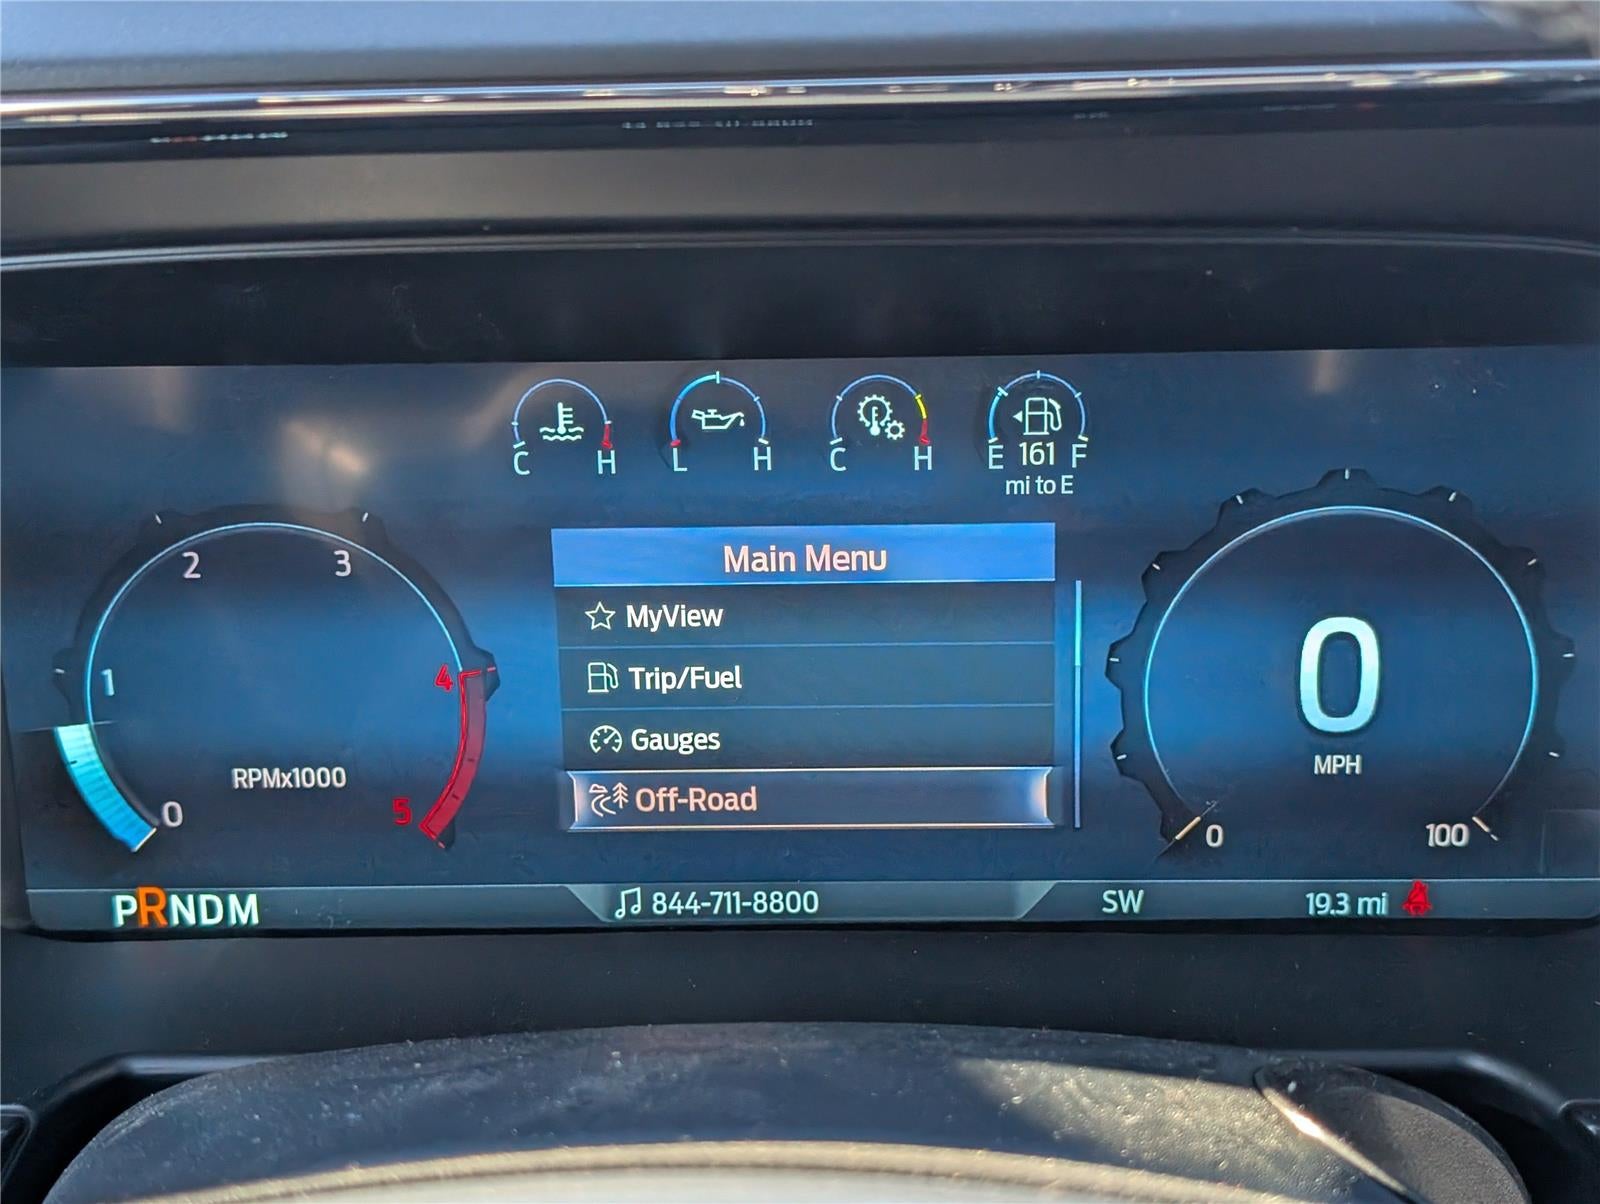 C H
L H
C H
E 161 F
mi to E
Main Menu
MyView
Trip/Fuel
Gauges
Off-Road
0
1
2
3
4
5
RPMx1000
0
MPH
0
100
PRNDM
844-711-8800
SW
19.3 mi